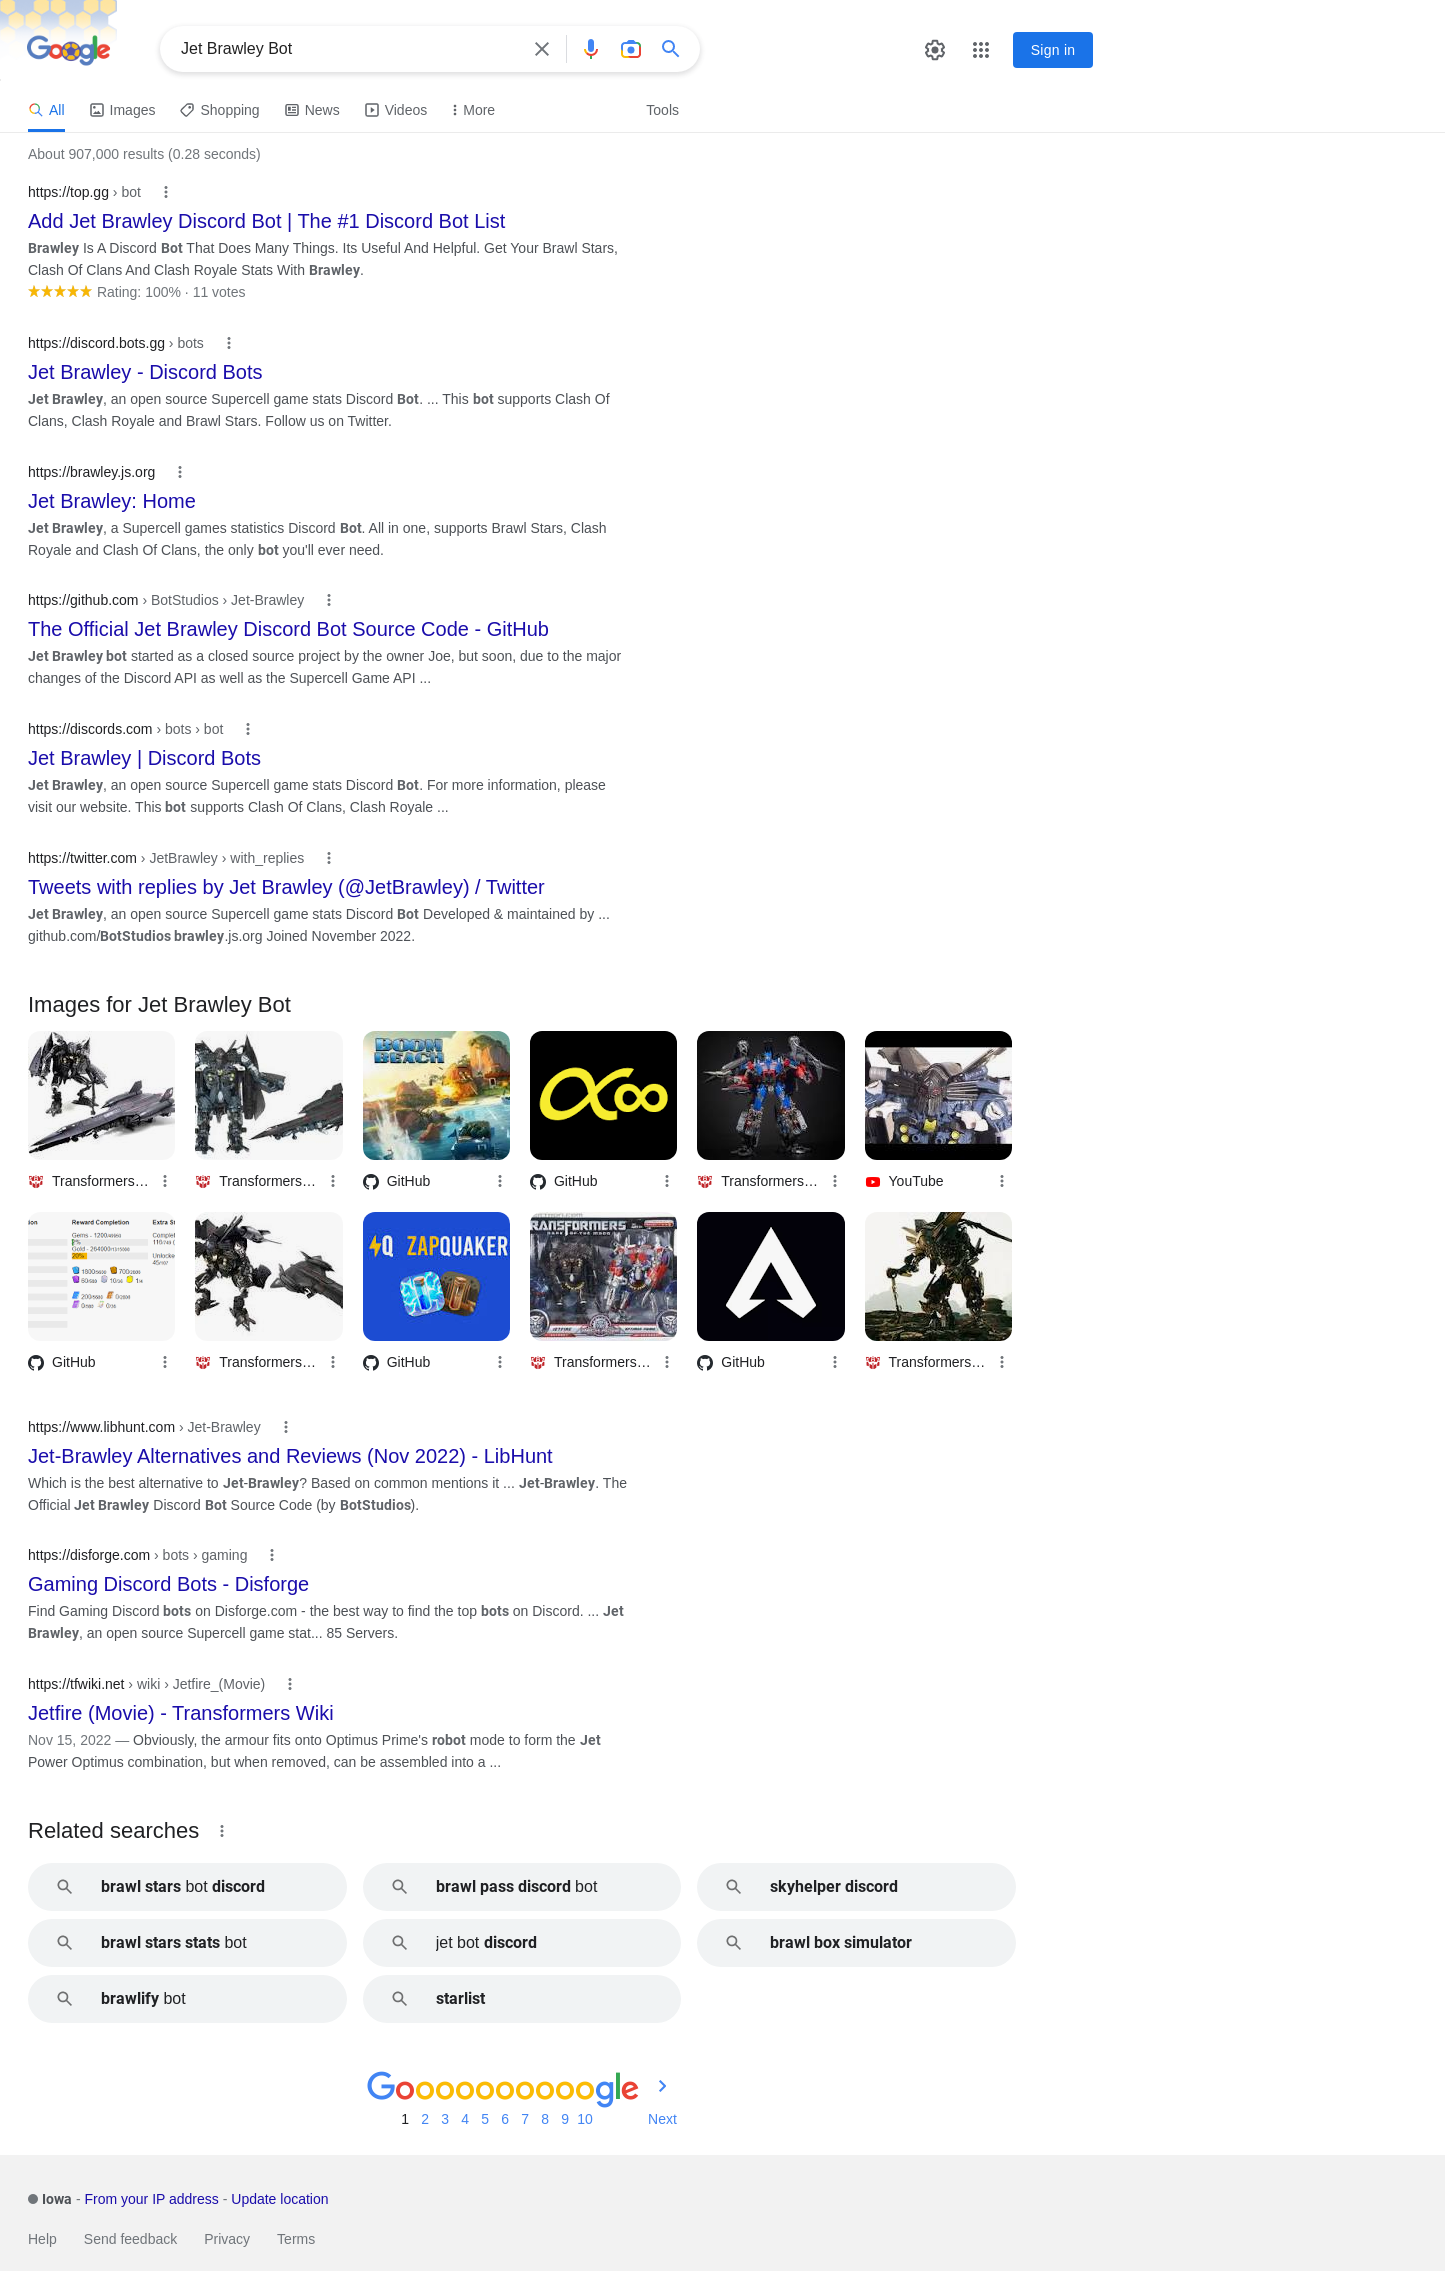 Google
Jet Brawley Bot
Sign in
All
Images
Shopping
News
Videos
More
Tools
About 907,000 results (0.28 seconds)
https://top.gg › bot
Add Jet Brawley Discord Bot | The #1 Discord Bot List
Brawley Is A Discord Bot That Does Many Things. Its Useful And Helpful. Get Your Brawl Stars,
Clash Of Clans And Clash Royale Stats With Brawley.
Rating: 100% · 11 votes
https://discord.bots.gg › bots
Jet Brawley - Discord Bots
Jet Brawley, an open source Supercell game stats Discord Bot. ... This bot supports Clash Of
Clans, Clash Royale and Brawl Stars. Follow us on Twitter.
https://brawley.js.org
Jet Brawley: Home
Jet Brawley, a Supercell games statistics Discord Bot. All in one, supports Brawl Stars, Clash
Royale and Clash Of Clans, the only bot you'll ever need.
https://github.com › BotStudios › Jet-Brawley
The Official Jet Brawley Discord Bot Source Code - GitHub
Jet Brawley bot started as a closed source project by the owner Joe, but soon, due to the major
changes of the Discord API as well as the Supercell Game API ...
https://discords.com › bots › bot
Jet Brawley | Discord Bots
Jet Brawley, an open source Supercell game stats Discord Bot. For more information, please
visit our website. This bot supports Clash Of Clans, Clash Royale ...
https://twitter.com › JetBrawley › with_replies
Tweets with replies by Jet Brawley (@JetBrawley) / Twitter
Jet Brawley, an open source Supercell game stats Discord Bot Developed & maintained by ...
github.com/BotStudios brawley.js.org Joined November 2022.
Images for Jet Brawley Bot
BOOM
BEACH
Transformers…
Transformers…
GitHub
GitHub
Transformers…
YouTube
Reward Completion
Extra St
Q ZAPQUAKER
TRANSFORMERS
GitHub
Transformers…
GitHub
Transformers…
GitHub
Transformers…
https://www.libhunt.com › Jet-Brawley
Jet-Brawley Alternatives and Reviews (Nov 2022) - LibHunt
Which is the best alternative to Jet-Brawley? Based on common mentions it ... Jet-Brawley. The
Official Jet Brawley Discord Bot Source Code (by BotStudios).
https://disforge.com › bots › gaming
Gaming Discord Bots - Disforge
Find Gaming Discord bots on Disforge.com - the best way to find the top bots on Discord. ... Jet
Brawley, an open source Supercell game stat... 85 Servers.
https://tfwiki.net › wiki › Jetfire_(Movie)
Jetfire (Movie) - Transformers Wiki
Nov 15, 2022 — Obviously, the armour fits onto Optimus Prime's robot mode to form the Jet
Power Optimus combination, but when removed, can be assembled into a ...
Related searches
brawl stars bot discord
brawl pass discord bot
skyhelper discord
brawl stars stats bot
jet bot discord
brawl box simulator
brawlify bot
starlist
Goooooooooogle
1 2 3 4 5 6 7 8 9 10 Next
Iowa - From your IP address - Update location
Help Send feedback Privacy Terms